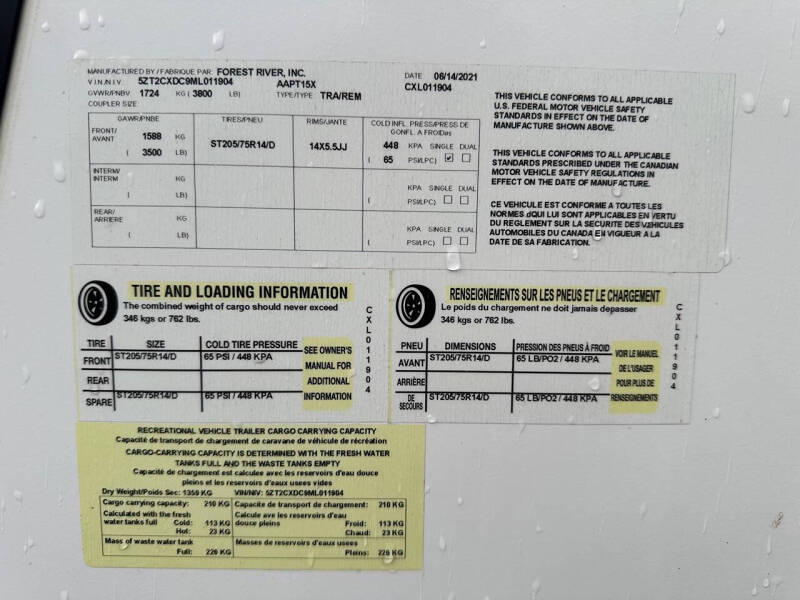 MANUFACTURED BY / FABRIQUE PAR: FOREST RIVER, INC. DATE 06/14/2021
V I N./N I V. 5ZT2CXDC9ML011904 AAPT15X CXL011904
GVWR/PNBV 1724 KG ( 3800 LB) TYPE/TYPE TRA/REM
COUPLER SIZE
GAWR/PNBE TIRES/PNEU RIMS/JANTE COLD INFL. PRESS/PRESS DE GONFL. A FROIDas
FRONT/ AVANT 1588 KG ST205/75R14/D 14X5.5JJ 448 KPA SINGLE DUAL
( 3500 LB) ( 65 PSI/LPC)
INTERM/ INTERM KG KPA SINGLE DUAL
( LB) ( PSI/LPC)
REAR/ ARRIERE KG KPA SINGLE DUAL
( LB) ( PSI/LPC)
THIS VEHICLE CONFORMS TO ALL APPLICABLE
U.S. FEDERAL MOTOR VEHICLE SAFETY
STANDARDS IN EFFECT ON THE DATE OF
MANUFACTURE SHOWN ABOVE.
THIS VEHICLE CONFORMS TO ALL APPLICABLE
STANDARDS PRESCRIBED UNDER THE CANADIAN
MOTOR VEHICLE SAFETY REGULATIONS IN
EFFECT ON THE DATE OF MANUFACTURE.
CE VEHICULE EST CONFORME A TOUTES LES
NORMES dQUI LUI SONT APPLICABLES EN VERTU
DU REGLEMENT SUR LA SECURITE DES VEHICULES
AUTOMOBILES DU CANADA EN VIGUEUR A LA
DATE DE SA FABRICATION.
TIRE AND LOADING INFORMATION
The combined weight of cargo should never exceed
346 kgs or 762 lbs.
TIRE SIZE COLD TIRE PRESSURE
FRONT ST205/75R14/D 65 PSI / 448 KPA
REAR
SPARE ST205/75R14/D 65 PSI / 448 KPA
SEE OWNER'S
MANUAL FOR
ADDITIONAL
INFORMATION
CXL011904
RENSEIGNEMENTS SUR LES PNEUS ET LE CHARGEMENT
Le poids du chargement ne doit jamais depasser
346 kgs or 762 lbs.
PNEU DIMENSIONS PRESSION DES PNEUS À FROID
AVANT ST205/75R14/D 65 LB/PO2 / 448 KPA
ARRIÈRE
DE SECOURS ST205/75R14/D 65 LB/PO2 / 448 KPA
VOIR LE MANUEL
DE L'USAGER
POUR PLUS DE
RENSEIGNEMENTS
CXL011904
RECREATIONAL VEHICLE TRAILER CARGO CARRYING CAPACITY
Capacité de transport de chargement de caravane de véhicule de récréation
CARGO-CARRYING CAPACITY IS DETERMINED WITH THE FRESH WATER
TANKS FULL AND THE WASTE TANKS EMPTY
Capacité de chargement est calculee avec les reservoirs d'eau douce
pleins et reservoirs d'eaux usees vides
Dry Weight/Poids Sec: 1358 KG VIN/NIV: 5ZT2CXDC9ML011904
Cargo carrying capacity: 210 KG Capacite de transport de chargement: 210 KG
Calculated with the fresh Calcule ave les reservoirs d'eau
water tanks full Cold: 113 KG douce pleins Froid: 113 KG
Hot: 23 KG Chaud: 23 KG
Mass of waste water tank Masses de reservoirs d'eaux usees
Full: 226 KG Pleins: 226 KG